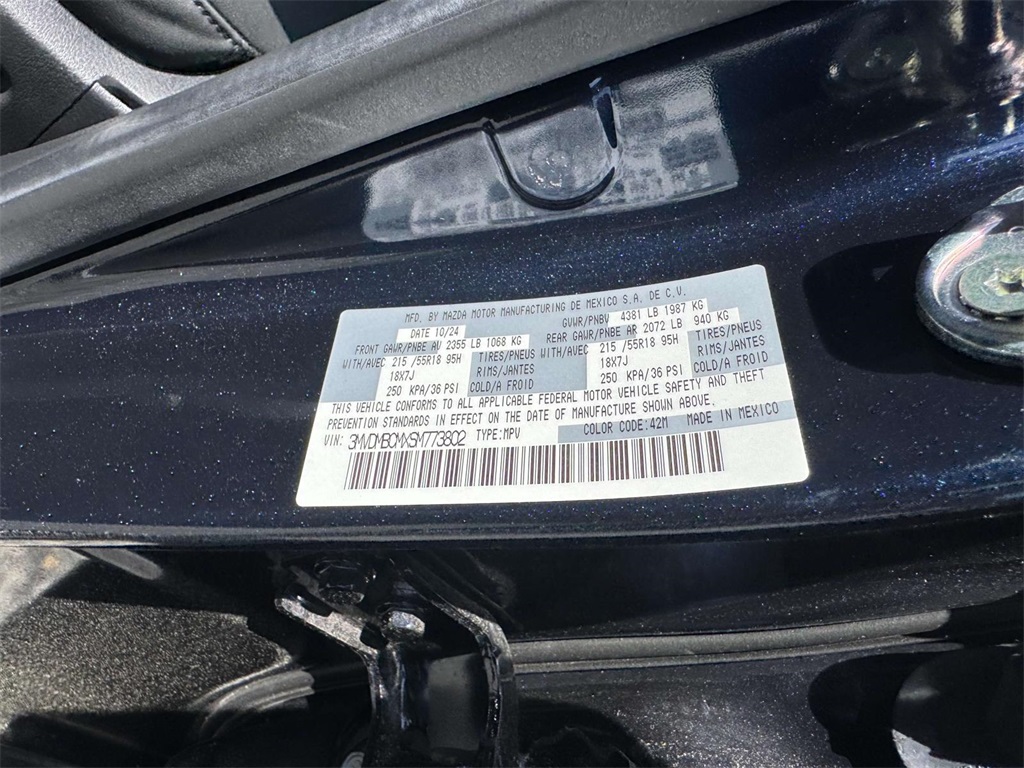 MFD. BY MAZDA MOTOR MANUFACTURING DE MEXICO S.A. DE C.V.
DATE 10/24 GVWR/PNBV 4381 LB 1987 KG
FRONT GAWR/PNBE AV 2355 LB 1068 KG REAR GAWR/PNBE AR 2072 LB 940 KG
WITH/AVEC 215 /55R18 95H TIRES/PNEUS WITH/AVEC 215 /55R18 95H TIRES/PNEUS
18X7J RIMS/JANTES 18X7J RIMS/JANTES
250 KPA/36 PSI COLD/A FROID 250 KPA/36 PSI COLD/A FROID
THIS VEHICLE CONFORMS TO ALL APPLICABLE FEDERAL MOTOR VEHICLE SAFETY AND THEFT
PREVENTION STANDARDS IN EFFECT ON THE DATE OF MANUFACTURE SHOWN ABOVE.
VIN: 3MVDMBCMXSM773802 TYPE:MPV COLOR CODE:42M MADE IN MEXICO